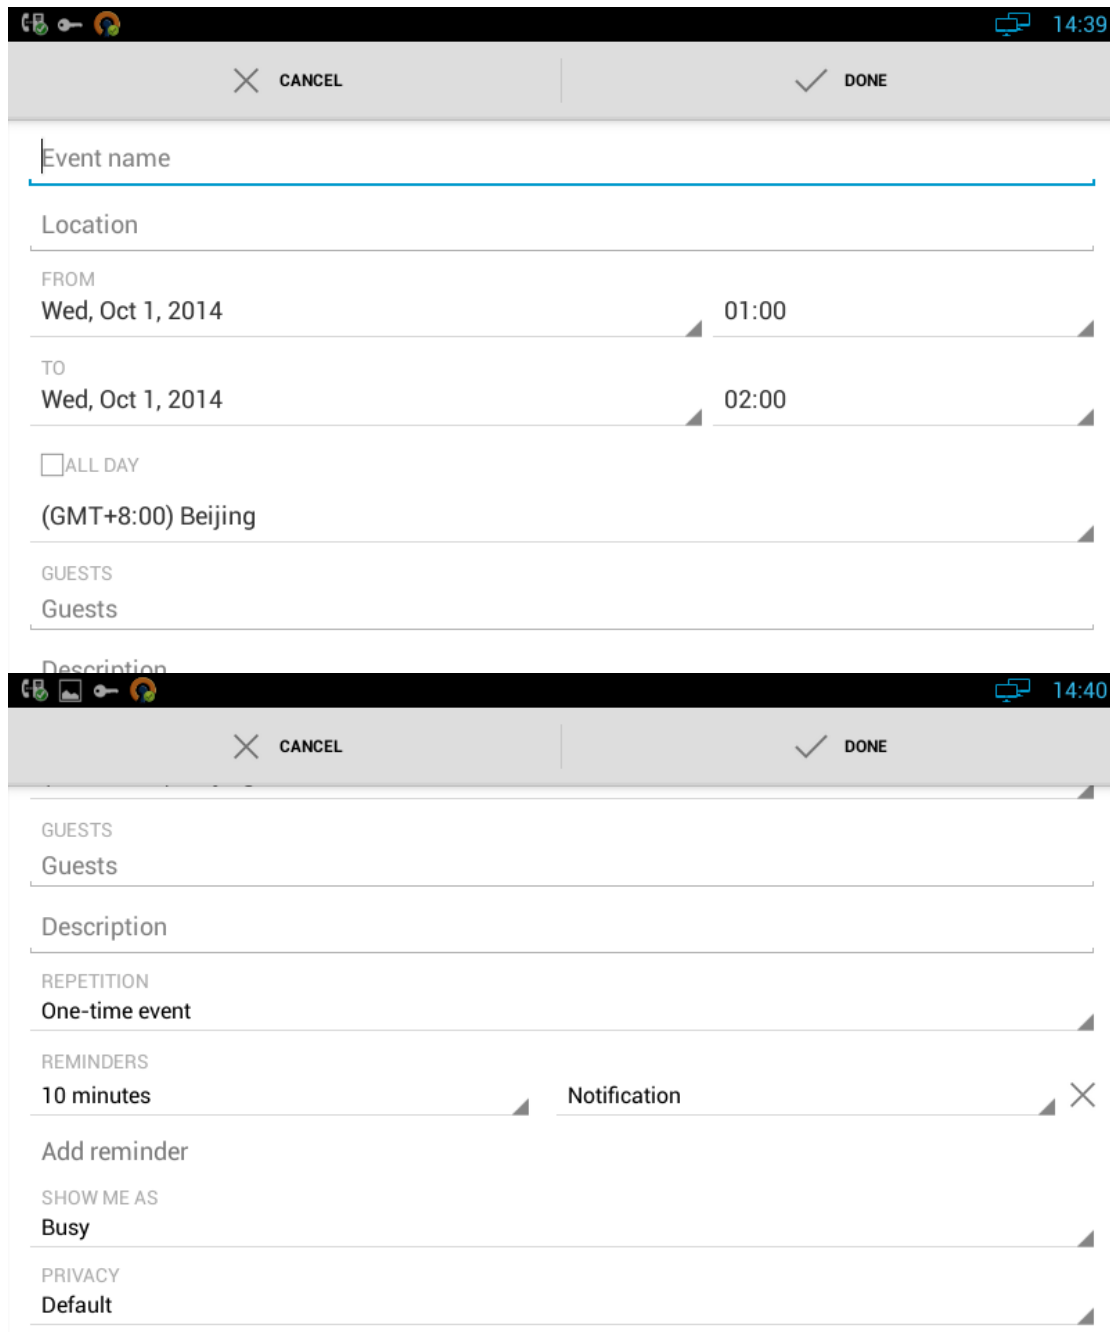 14:39
CANCEL DONE
Event name
Location
FROM
Wed, Oct 1, 2014 01:00
TO
Wed, Oct 1, 2014 02:00
ALL DAY
(GMT+8:00) Beijing
GUESTS
Guests
Description
14:40
CANCEL DONE
GUESTS
Guests
Description
REPETITION
One-time event
REMINDERS
10 minutes Notification
Add reminder
SHOW ME AS
Busy
PRIVACY
Default